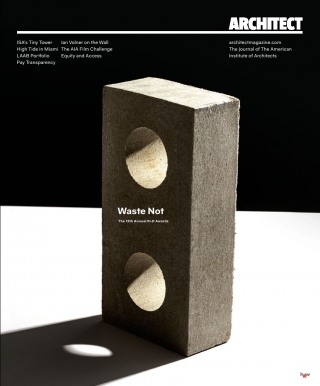 ARCHITECT
ISA's Tiny Tower
High Tide in Miami
LAAB Portfolio
Pay Transparency
Ian Volner on the Wall
The AIA Film Challenge
Equity and Access
architectmagazine.com
The Journal of The American
Institute of Architects
Waste Not
The 15th Annual R+D Awards